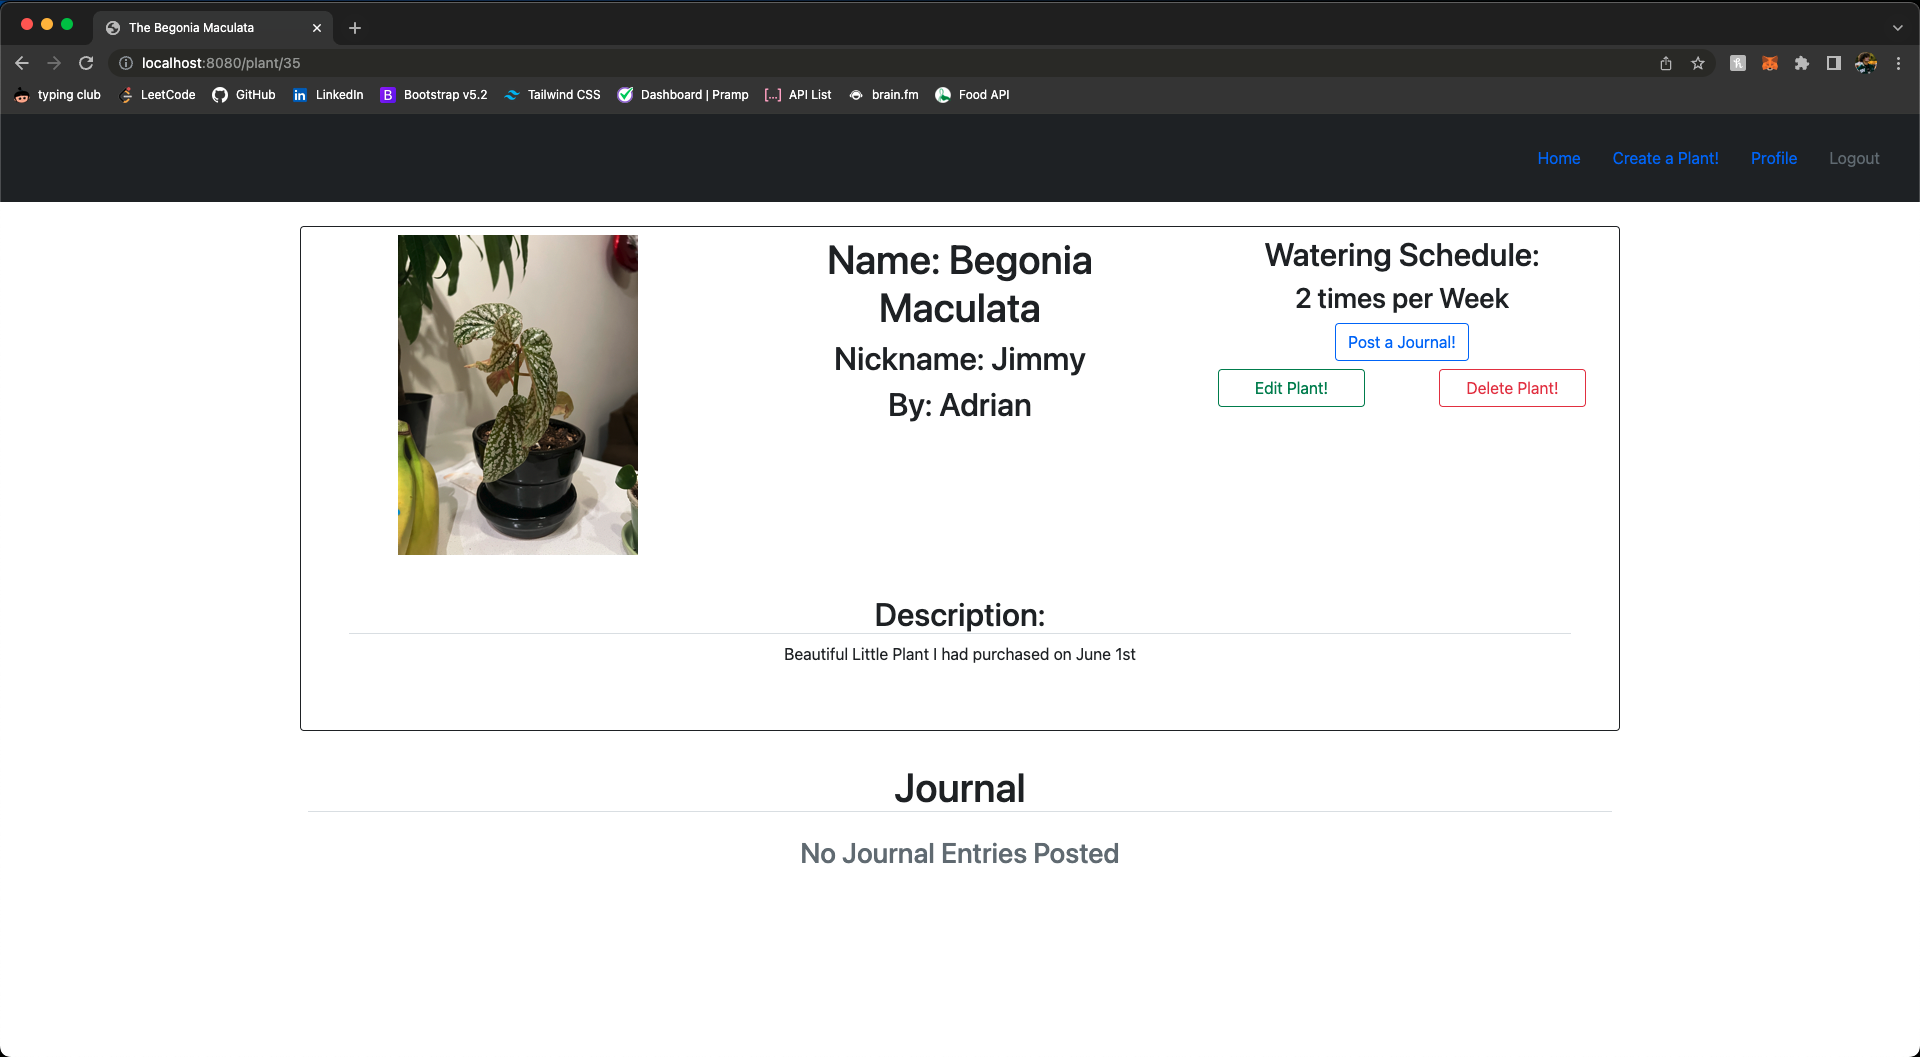 The Begonia Maculata
localhost:8080/plant/35
typing club LeetCode GitHub LinkedIn Bootstrap v5.2 Tailwind CSS Dashboard | Pramp API List brain.fm Food API
Home Create a Plant! Profile Logout
Name: Begonia
Maculata
Nickname: Jimmy
By: Adrian
Watering Schedule:
2 times per Week
Post a Journal!
Edit Plant! Delete Plant!
Description:
Beautiful Little Plant I had purchased on June 1st
Journal
No Journal Entries Posted